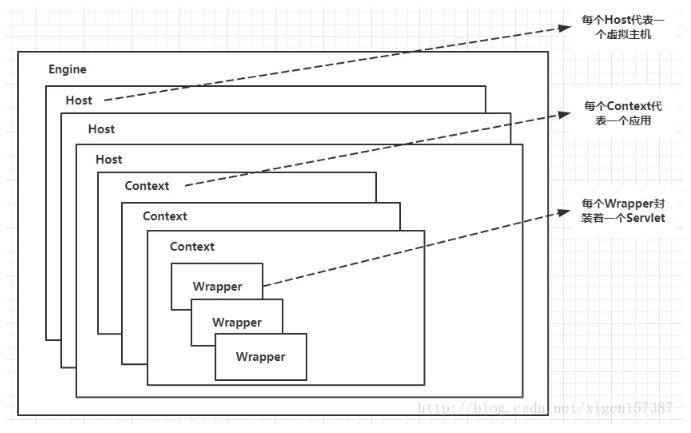 每个Host代表一
个虚拟主机
Engine
Host
Host
Host
每个Context代
表一个应用
Context
Context
Context
每个Wrapper封
装着一个Servlet
Wrapper
Wrapper
Wrapper
http://blog.csdn.net/xlgen157387